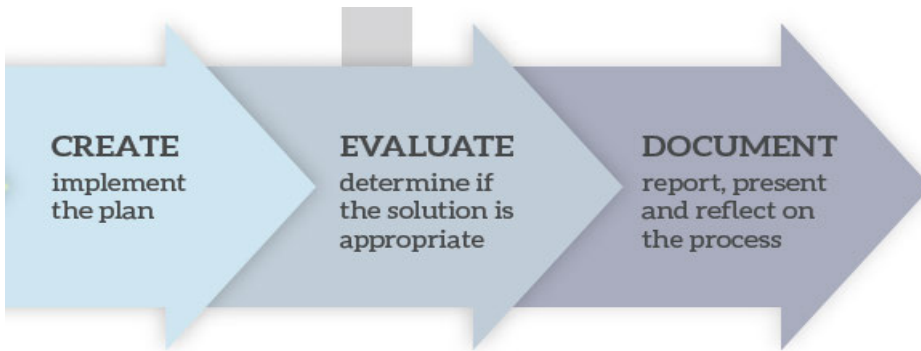 CREATE
implement
the plan
EVALUATE
determine if
the solution is
appropriate
DOCUMENT
report, present
and reflect on
the process